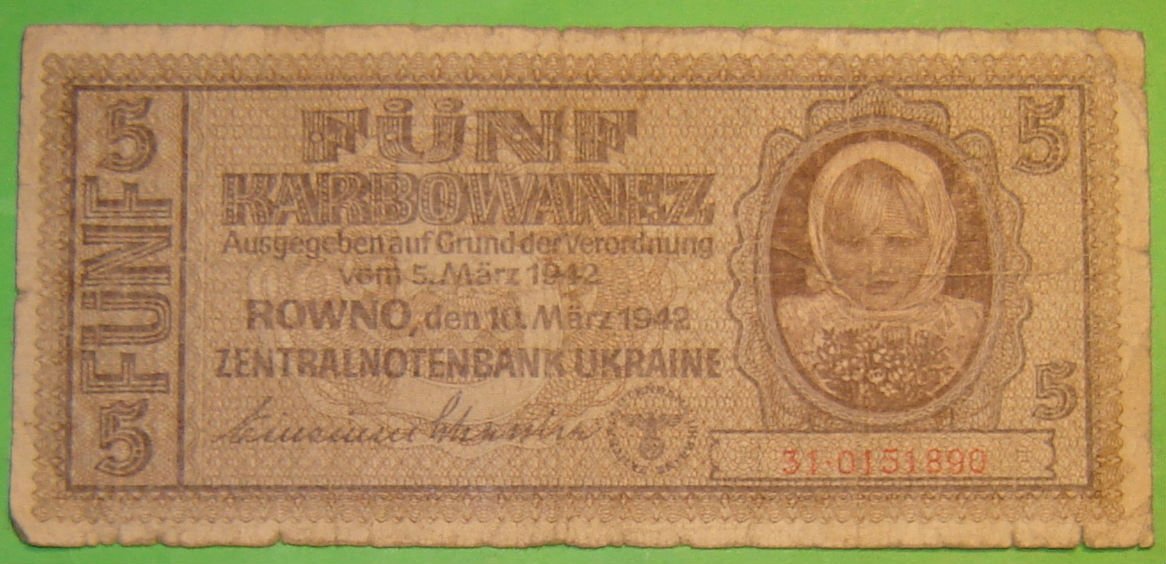 5
FÜNF
5
FÜNF
KARBOWANEZ
Ausgegeben auf Grund der Verordnung
vom 5. März 1942
ROWNO, den 10. März 1942
ZENTRALNOTENBANK UKRAINE
5
5
31·0151890